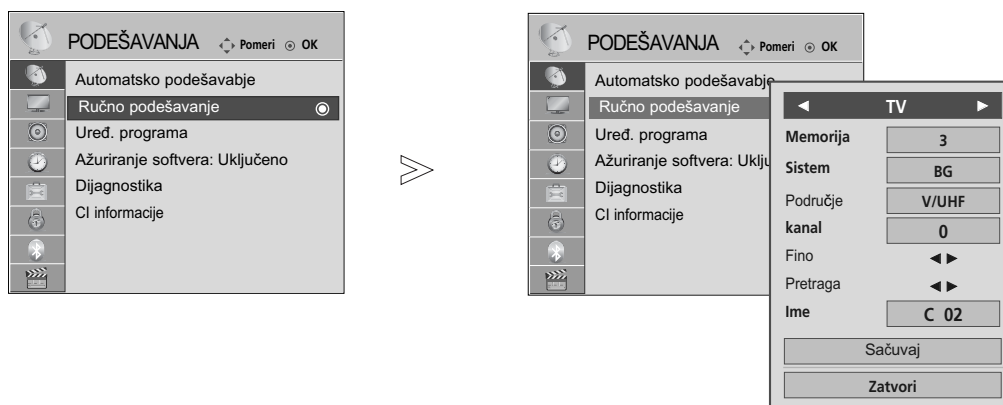 PODEŠAVANJA Pomeri OK
Automatsko podešavabje
Ručno podešavanje
Uređ. programa
Ažuriranje softvera: Uključeno
Dijagnostika
CI informacije
PODEŠAVANJA Pomeri OK
Automatsko podešavabje
Ručno podešavanje
Uređ. programa
Ažuriranje softvera: Uklju
Dijagnostika
CI informacije
◄ TV ►
Memorija 3
Sistem BG
Područje V/UHF
kanal 0
Fino ◄ ►
Pretraga ◄ ►
Ime C 02
Sačuvaj
Zatvori